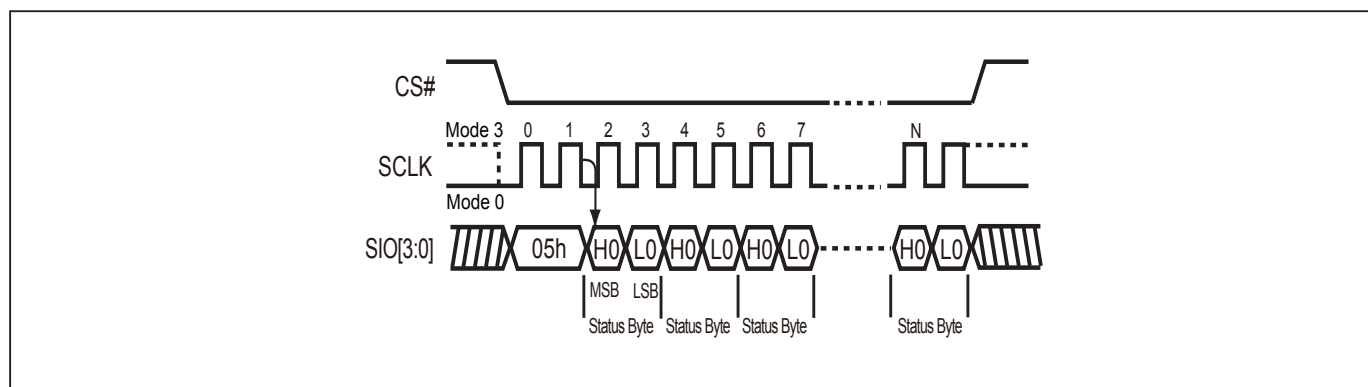 CS#
Mode 3 0 1 2 3 4 5 6 7 N
SCLK
Mode 0
SIO[3:0] 05h H0 L0 H0 L0 H0 L0 H0 L0
MSB LSB
Status Byte Status Byte Status Byte Status Byte